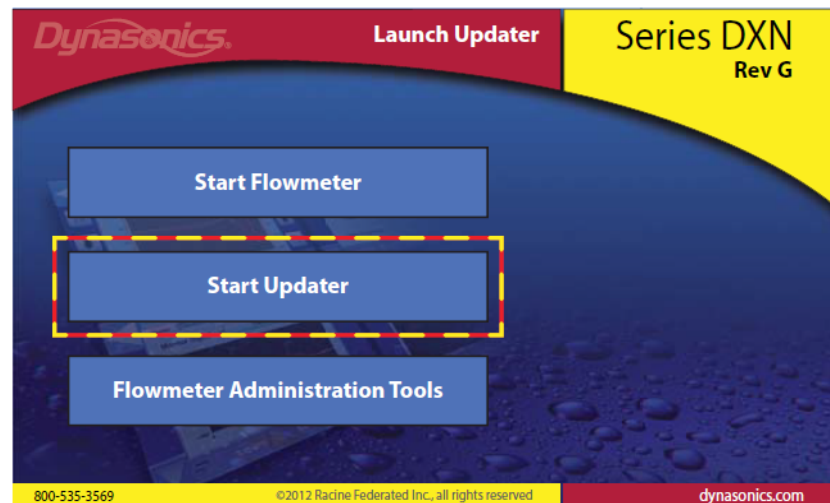 Dynasonics®
Launch Updater
Series DXN
Rev G
Start Flowmeter
Start Updater
Flowmeter Administration Tools
800-535-3569
©2012 Racine Federated Inc., all rights reserved
dynasonics.com